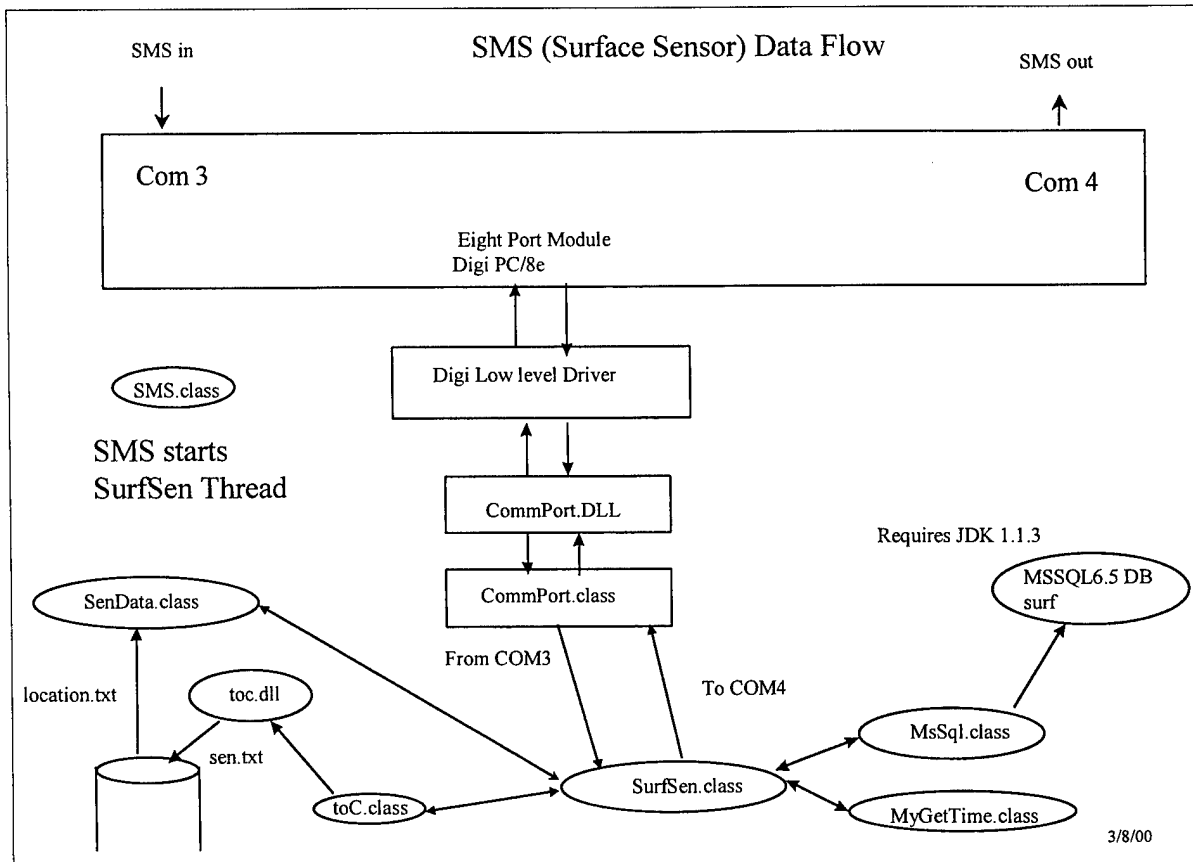 SMS (Surface Sensor) Data Flow
SMS in
SMS out
Com 3
Com 4
Eight Port Module
Digi PC/8e
Digi Low level Driver
SMS.class
SMS starts
SurfSen Thread
CommPort.DLL
Requires JDK 1.1.3
MSSQL6.5 DB
surf
SenData.class
CommPort.class
From COM3
To COM4
location.txt
toc.dll
sen.txt
MsSql.class
SurfSen.class
toC.class
MyGetTime.class
3/8/00